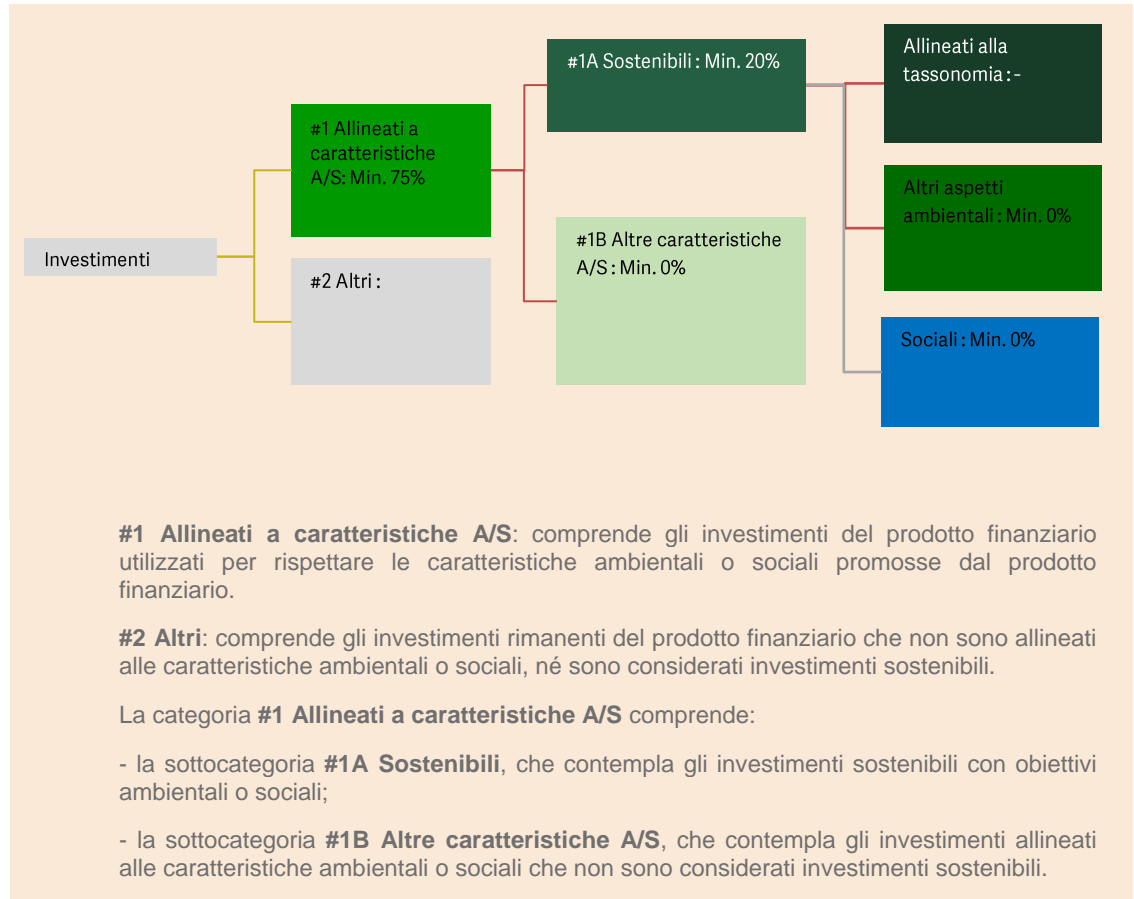 Investimenti
#1 Allineati a
caratteristiche
A/S: Min. 75%
#2 Altri :
#1A Sostenibili : Min. 20%
#1B Altre caratteristiche
A/S : Min. 0%
Allineati alla
tassonomia : -
Altri aspetti
ambientali : Min. 0%
Sociali : Min. 0%
#1 Allineati a caratteristiche A/S: comprende gli investimenti del prodotto finanziario
utilizzati per rispettare le caratteristiche ambientali o sociali promosse dal prodotto
finanziario.
#2 Altri: comprende gli investimenti rimanenti del prodotto finanziario che non sono allineati
alle caratteristiche ambientali o sociali, né sono considerati investimenti sostenibili.
La categoria #1 Allineati a caratteristiche A/S comprende:
- la sottocategoria #1A Sostenibili, che contempla gli investimenti sostenibili con obiettivi
ambientali o sociali;
- la sottocategoria #1B Altre caratteristiche A/S, che contempla gli investimenti allineati
alle caratteristiche ambientali o sociali che non sono considerati investimenti sostenibili.